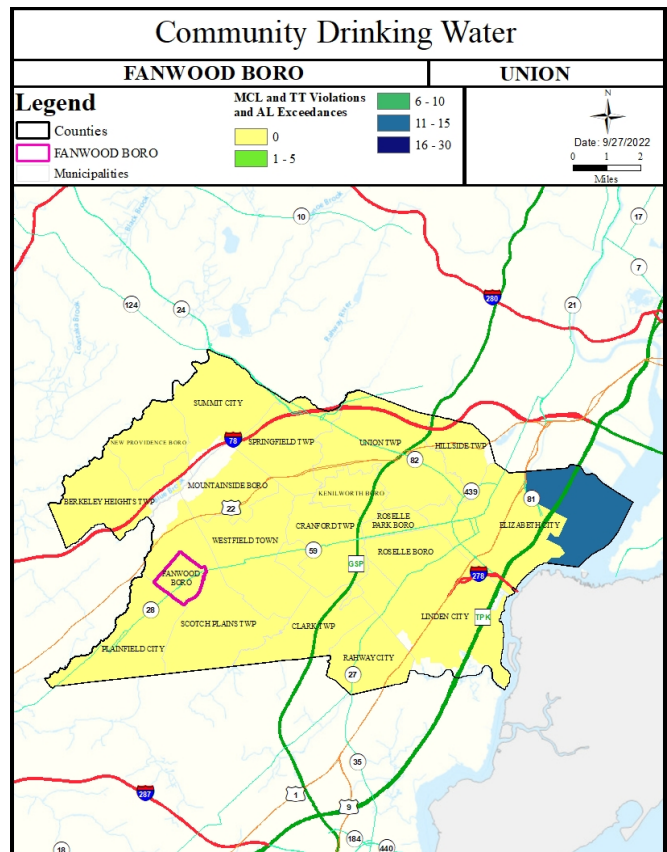 Community Drinking Water
FANWOOD BORO
UNION
Legend
Counties
FANWOOD BORO
Municipalities
MCL and TT Violations
and AL Exceedances
0
1 - 5
6 - 10
11 - 15
16 - 30
N
Date: 9/27/2022
0 1 2
Miles
10
17
7
280
124
24
21
SUMMIT CITY
NEW PROVIDENCE BORO
78
SPRINGFIELD TWP
UNION TWP
HILLSIDE TWP
82
BERKELEY HEIGHTS TWP
MOUNTAINSIDE BORO
KENILWORTH BORO
439
81
22
ROSELLE
PARK BORO
CRANFORD TWP
ELIZABETH CITY
WESTFIELD TOWN
59
ROSELLE BORO
GSP
278
FANWOOD
BORO
28
SCOTCH PLAINS TWP
CLARK TWP
LINDEN CITY
TPK
PLAINFIELD CITY
RAHWAY CITY
27
35
287
1
9
184
440
18